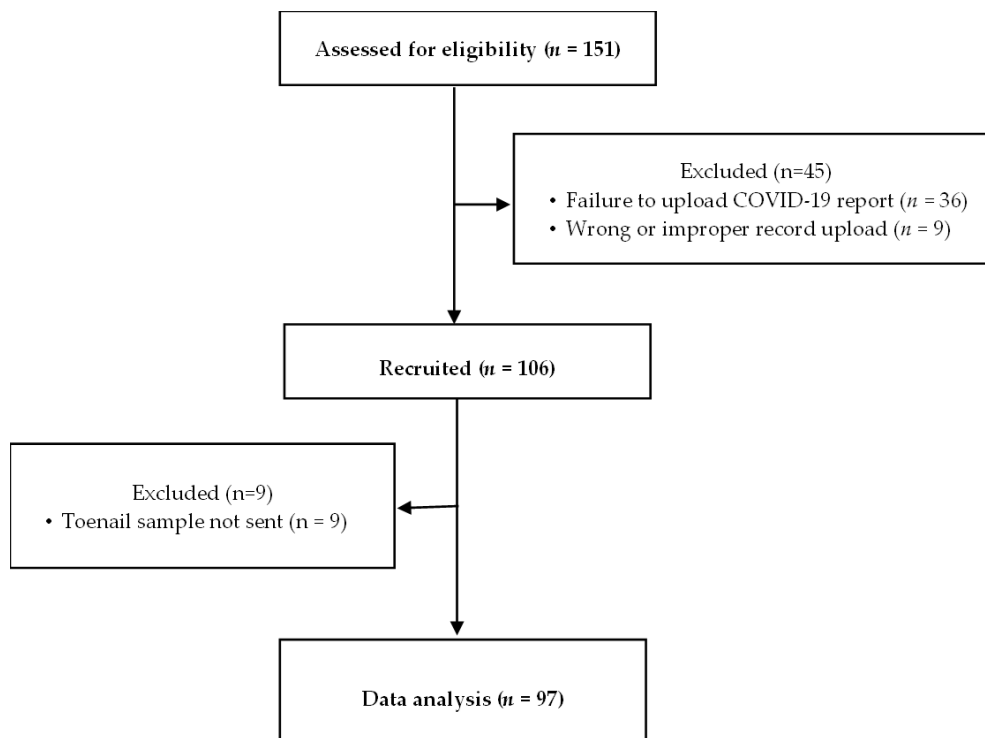 Assessed for eligibility (n = 151)
Excluded (n=45)
• Failure to upload COVID-19 report (n = 36)
• Wrong or improper record upload (n = 9)
Recruited (n = 106)
Excluded (n=9)
• Toenail sample not sent (n = 9)
Data analysis (n = 97)